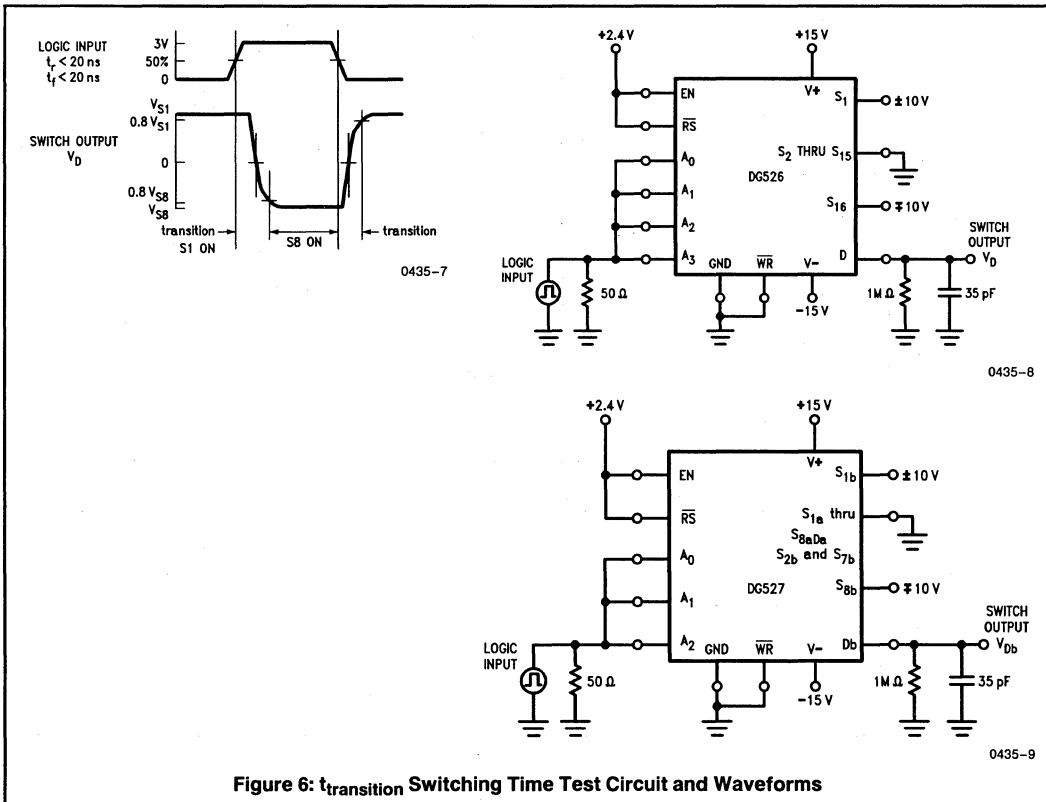 LOGIC INPUT
tr < 20 ns
tf < 20 ns
3V
50%
0
VS1
0.8 VS1
SWITCH OUTPUT
VD
0
0.8 VS8
VS8
transition
S1 ON
S8 ON
transition
0435-7
+2.4 V
+15 V
V+
EN
RS
A0
A1
A2
A3
S1
±10 V
S2 THRU S15
DG526
S16
∓10 V
D
SWITCH
OUTPUT
VD
LOGIC
INPUT
50 Ω
GND
WR
V−
−15 V
1M Ω
35 pF
0435-8
+2.4 V
+15 V
V+
EN
RS
A0
A1
A2
S1b
±10 V
S1a thru
S8aDa
S2b and S7b
DG527
S8b
∓10 V
Db
SWITCH
OUTPUT
VDb
LOGIC
INPUT
50 Ω
GND
WR
V−
−15 V
1M Ω
35 pF
0435-9
Figure 6: ttransition Switching Time Test Circuit and Waveforms